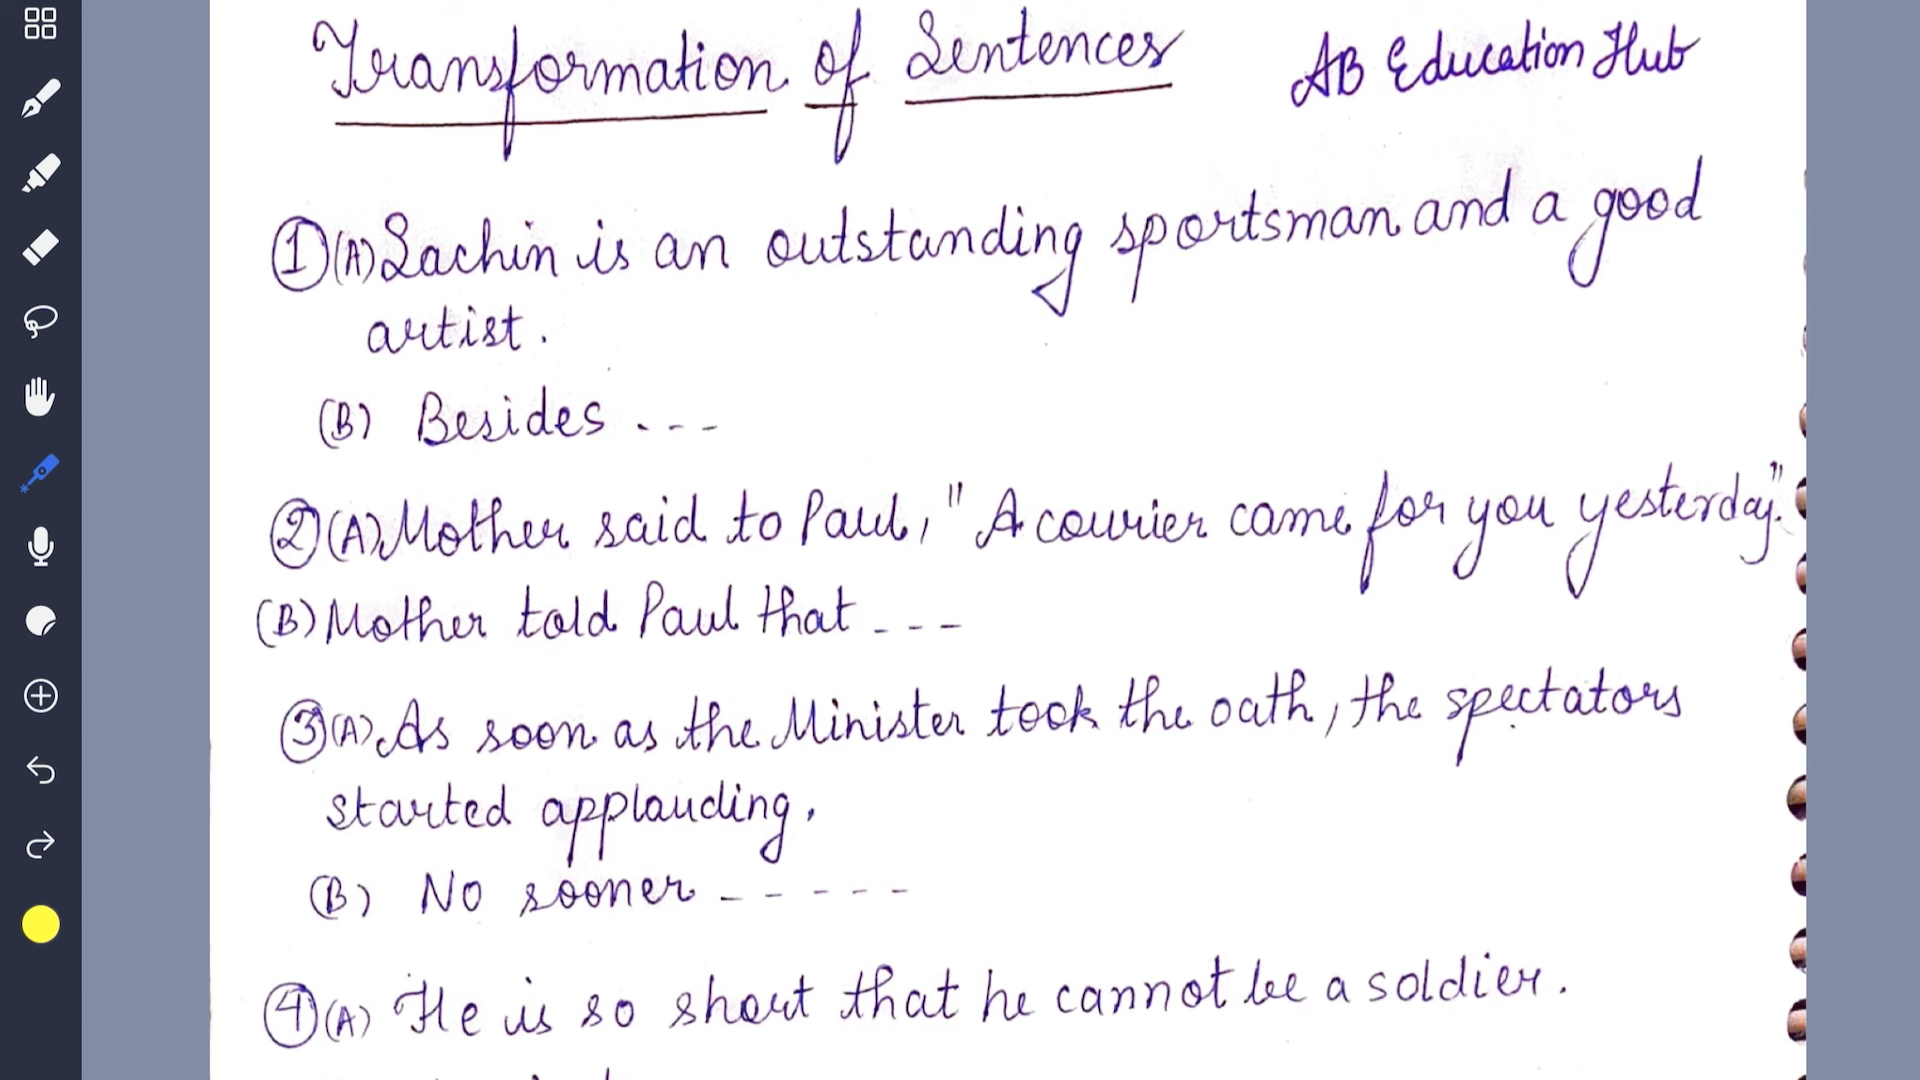 Transformation of Sentences AB Education Hub
①(A) Sachin is an outstanding sportsman and a good
artist.
(B) Besides ---
②(A) Mother said to Paul, "A courier came for you yesterday."
(B) Mother told Paul that ---
③(A) As soon as the Minister took the oath, the spectators
started applauding.
(B) No sooner -----
④(A) He is so short that he cannot be a soldier.